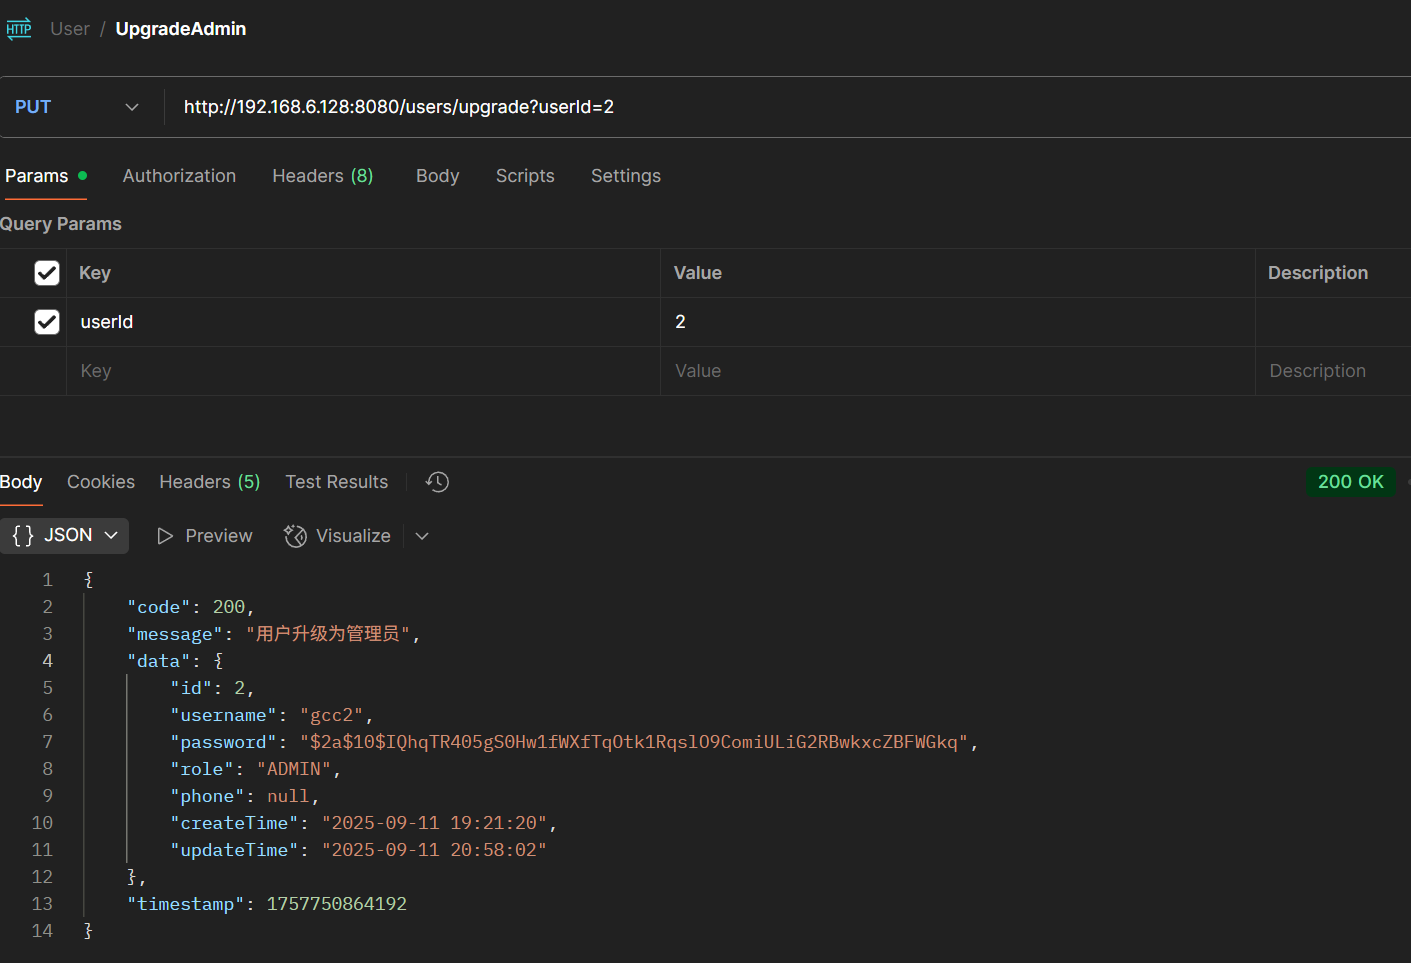 HTTP User / UpgradeAdmin
PUT http://192.168.6.128:8080/users/upgrade?userId=2
Params Authorization Headers (8) Body Scripts Settings
Query Params
Key Value Description
userId 2
Key Value Description
Body Cookies Headers (5) Test Results 200 OK
{} JSON Preview Visualize
1 {
2 "code": 200,
3 "message": "用户升级为管理员",
4 "data": {
5 "id": 2,
6 "username": "gcc2",
7 "password": "$2a$10$IQhqTR405gS0Hw1fWXfTqOtk1RqslO9ComiULiG2RBwkxcZBFWGkq",
8 "role": "ADMIN",
9 "phone": null,
10 "createTime": "2025-09-11 19:21:20",
11 "updateTime": "2025-09-11 20:58:02"
12 },
13 "timestamp": 1757750864192
14 }